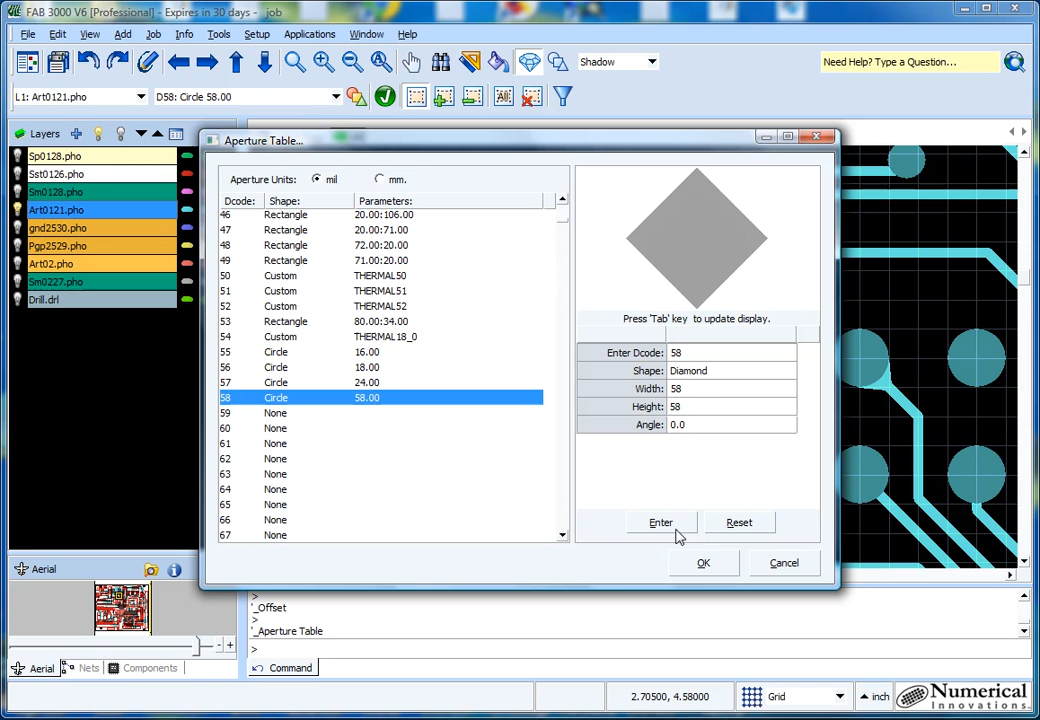 FAB 3000 V6 [Professional] - Expires in 30 days - job
File Edit View Add Job Info Tools Setup Applications Window Help
Shadow
Need Help? Type a Question...
L1: Art0121.pho
D58: Circle 58.00
All
Layers
Sp0128.pho
Sst0126.pho
Sm0128.pho
Art0121.pho
gnd2530.pho
Pgp2529.pho
Art02.pho
Sm0227.pho
Drill.drl
Aperture Table...
Aperture Units: mil mm.
Dcode: Shape: Parameters:
46 Rectangle 20.00:106.00
47 Rectangle 20.00:71.00
48 Rectangle 72.00:20.00
49 Rectangle 71.00:20.00
50 Custom THERMAL50
51 Custom THERMAL51
52 Custom THERMAL52
53 Rectangle 80.00:34.00
54 Custom THERMAL18_0
55 Circle 16.00
56 Circle 18.00
57 Circle 24.00
58 Circle 58.00
59 None
60 None
61 None
62 None
63 None
64 None
65 None
66 None
67 None
Press 'Tab' key to update display.
Enter Dcode: 58
Shape: Diamond
Width: 58
Height: 58
Angle: 0.0
Enter Reset
OK Cancel
Aerial
- +
Aerial Nets Components
>
'_Offset
>
'_Aperture Table
>
Command
2.70500, 4.58000
Grid
inch
Numerical
Innovations